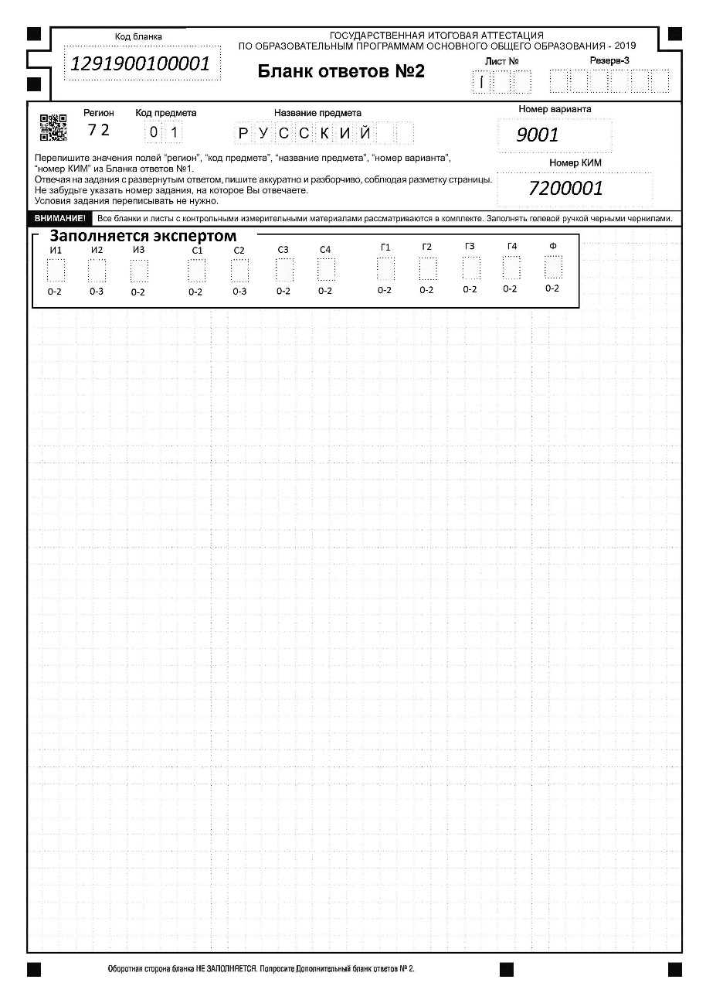 Код бланка
1291900100001
ГОСУДАРСТВЕННАЯ ИТОГОВАЯ АТТЕСТАЦИЯ
ПО ОБРАЗОВАТЕЛЬНЫМ ПРОГРАММАМ ОСНОВНОГО ОБЩЕГО ОБРАЗОВАНИЯ - 2019
Бланк ответов №2
Лист №
1
Резерв-3
Регион
72
Код предмета
01
Название предмета
РУССКИЙ
Номер варианта
9001
Номер КИМ
7200001
Перепишите значения полей “регион”, “код предмета”, “название предмета”, “номер варианта”,
“номер КИМ” из Бланка ответов №1.
Отвечая на задания с развернутым ответом, пишите аккуратно и разборчиво, соблюдая разметку страницы.
Не забудьте указать номер задания, на которое Вы отвечаете.
Условия задания переписывать не нужно.
ВНИМАНИЕ! Все бланки и листы с контрольными измерительными материалами рассматриваются в комплекте. Заполнять гелевой ручкой черными чернилами.
Заполняется экспертом
И1 И2 И3 С1 С2 С3 С4 Г1 Г2 Г3 Г4 Ф
0-2 0-3 0-2 0-2 0-3 0-2 0-2 0-2 0-2 0-2 0-2 0-2
Оборотная сторона бланка НЕ ЗАПОЛНЯЕТСЯ. Попросите Дополнительный бланк ответов № 2.